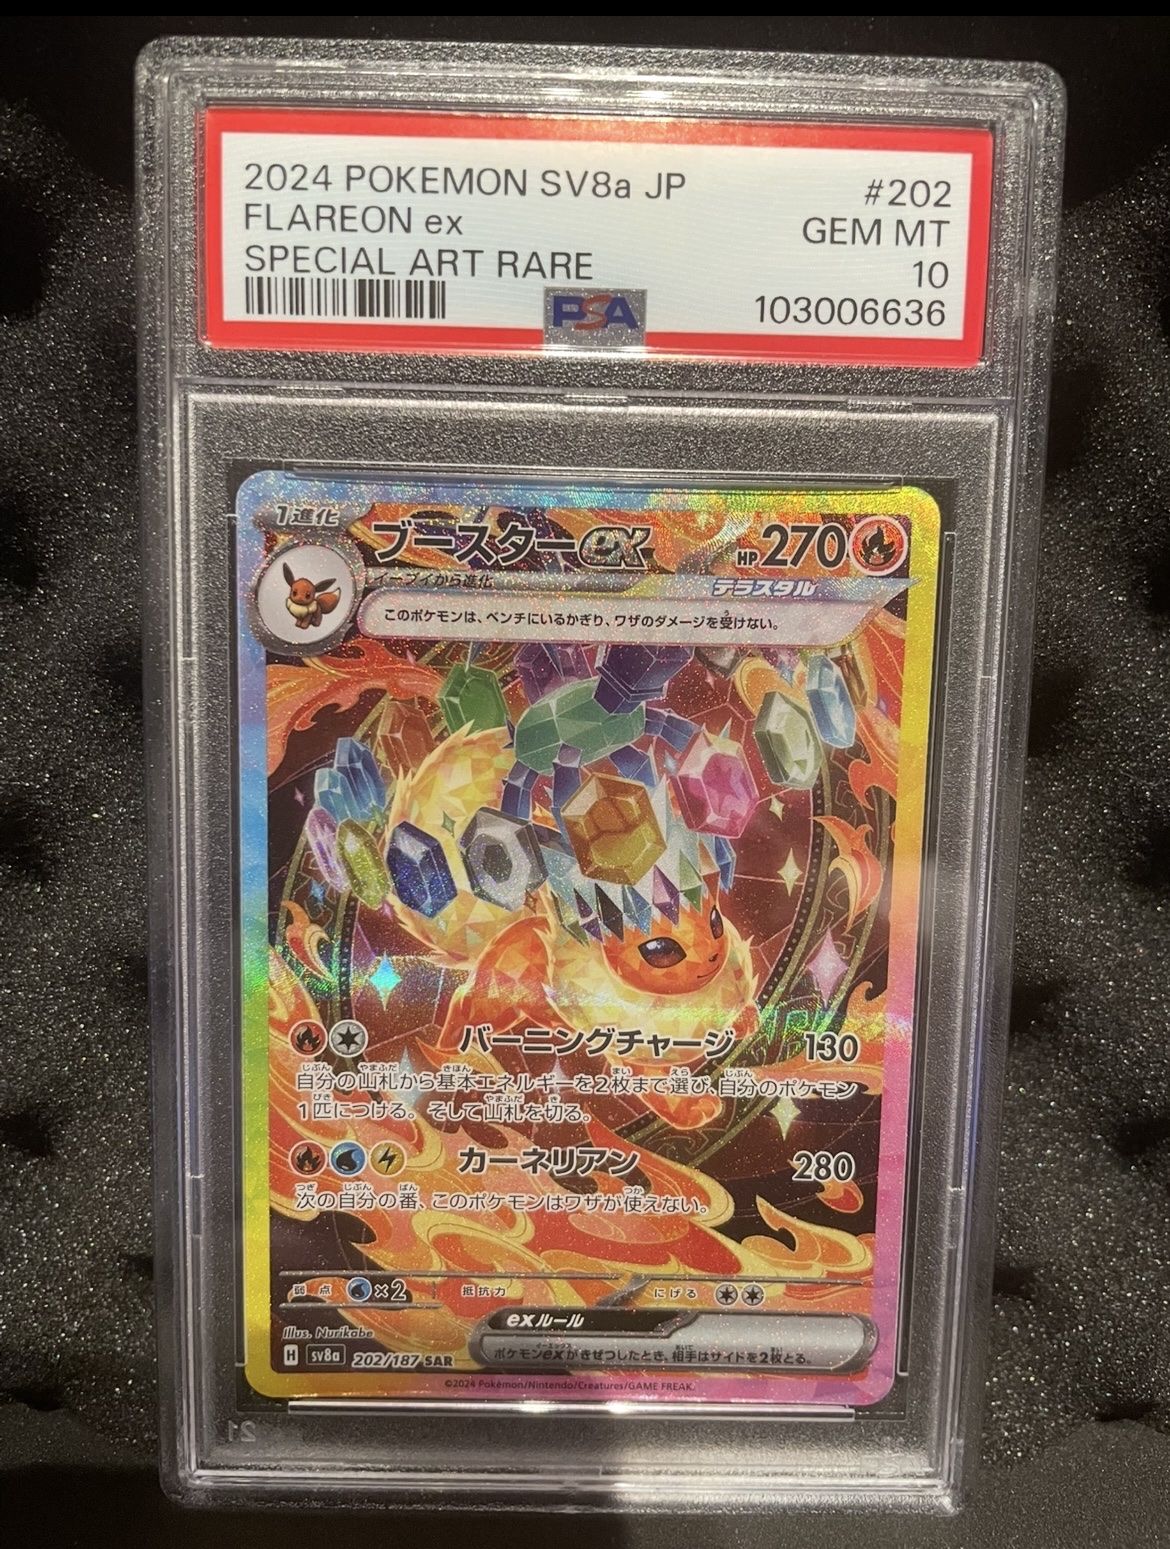 2024 POKEMON SV8a JP #202
FLAREON ex GEM MT
SPECIAL ART RARE 10
PSA 103006636
1進化
ブースターex HP270
イーブイから進化 テラスタル
このポケモンは、ベンチにいるかぎり、ワザのダメージを受けない。
バーニングチャージ 130
自分の山札から基本エネルギーを2枚まで選び、自分のポケモン
1匹につける。そして山札を切る。
カーネリアン 280
次の自分の番、このポケモンはワザが使えない。
弱点 ×2 抵抗力 にげる
exルール
ポケモンexがきぜつしたとき、相手はサイドを2枚とる。
Illus. Nurikabe
H sv8a 202/187 SAR
©2024 Pokémon/Nintendo/Creatures/GAME FREAK.